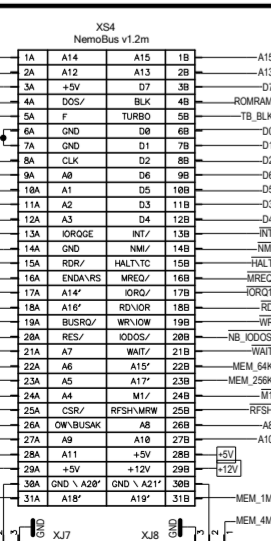 XS4
NemoBus v1.2m
1A A14 A15 1B A15
2A A12 A13 2B A13
3A +5V D7 3B D7
4A DOS/ BLK 4B ROMRAM
5A F TURBO 5B TB_BLK
6A GND D0 6B D0
7A GND D1 7B D1
8A CLK D2 8B D2
9A A0 D6 9B D6
10A A1 D5 10B D5
11A A2 D3 11B D3
12A A3 D4 12B D4
13A IORQGE INT/ 13B INT
14A GND NMI/ 14B NMI
15A RDR/ HALT\TC 15B HALT
16A ENDA\RS MREQ/ 16B MREQ
17A A14' IORQ/ 17B IORQ1
18A A16' RD\IOR 18B RD
19A BUSRQ/ WR\IOW 19B WR
20A RES/ IODOS/ 20B NB_IODOS
21A A7 WAIT/ 21B WAIT
22A A6 A15' 22B MEM_64K
23A A5 A17' 23B MEM_256K
24A A4 M1/ 24B M1
25A CSR/ RFSH\MRW 25B RFSH
26A OW\BUSAK A8 26B A8
27A A9 A10 27B A10
28A A11 +5V 28B +5V
29A +5V +12V 29B +12V
30A GND \ A20' GND \ A21' 30B
31A A18' A19' 31B MEM_1M
MEM_4M
2 3 GND XJ7 XJ8 GND 3 2 1